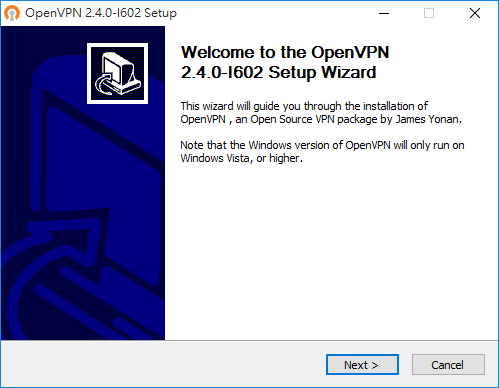 OpenVPN 2.4.0-I602 Setup
Welcome to the OpenVPN
2.4.0-I602 Setup Wizard
This wizard will guide you through the installation of
OpenVPN , an Open Source VPN package by James Yonan.
Note that the Windows version of OpenVPN will only run on
Windows Vista, or higher.
Next >
Cancel